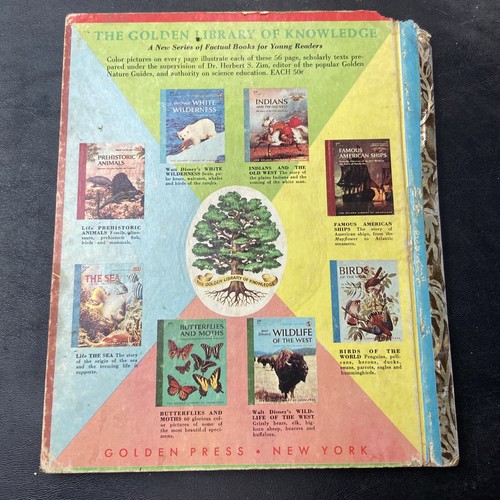 THE GOLDEN LIBRARY OF KNOWLEDGE
A New Series of Factual Books for Young Readers
Color pictures on every page illustrate each of these 56 page, scholarly texts pre-
pared under the supervision of Dr. Herbert S. Zim, editor of the popular Golden
Nature Guides, and authority on science education. EACH 50¢
WHITE
WILDERNESS
Walt Disney's WHITE
WILDERNESS Seals, po-
lar bears, walruses, whales
and birds of the tundra.
INDIANS
AND THE OLD WEST
INDIANS AND THE
OLD WEST The story of
the plains Indians and the
coming of the white man.
PREHISTORIC
ANIMALS
Life PREHISTORIC
ANIMALS Fossils, dino-
saurs, prehistoric fish,
birds and mammals.
FAMOUS
AMERICAN SHIPS
FAMOUS AMERICAN
SHIPS The story of
American ships, from the
Mayflower to Atlantic
steamers.
THE GOLDEN LIBRARY OF KNOWLEDGE
THE SEA
Life THE SEA The story
of the origin of the sea
and the teeming life it
supports.
BIRDS
OF THE WORLD
BIRDS OF THE
WORLD Penguins, peli-
cans, herons, ducks,
swans, parrots, eagles and
hummingbirds.
BUTTERFLIES
AND MOTHS
BUTTERFLIES AND
MOTHS 60 glorious col-
or pictures of some of
the most beautiful speci-
mens.
WILDLIFE
OF THE WEST
Walt Disney's WILD-
LIFE OF THE WEST
Grizzly bears, elk, big-
horn sheep, beavers and
buffaloes.
GOLDEN PRESS • NEW YORK